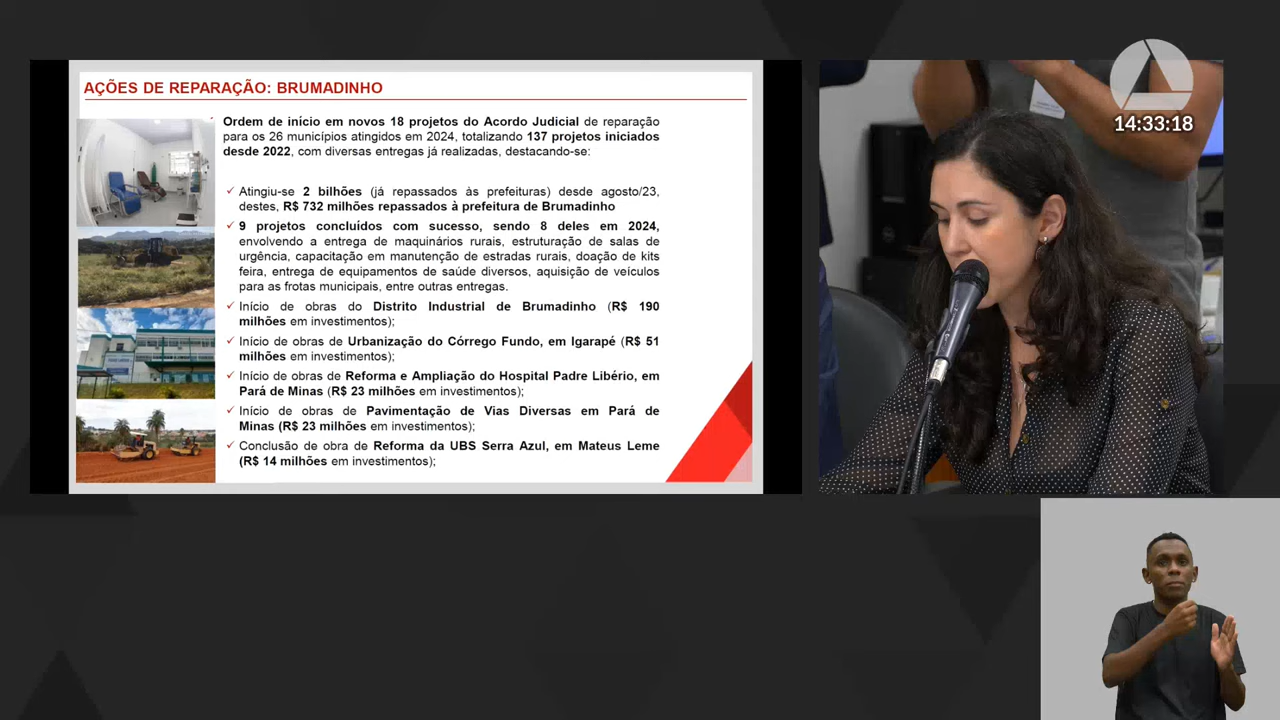 AÇÕES DE REPARAÇÃO: BRUMADINHO
Ordem de início em novos 18 projetos do Acordo Judicial de reparação
para os 26 municípios atingidos em 2024, totalizando 137 projetos iniciados
desde 2022, com diversas entregas já realizadas, destacando-se:
✓ Atingiu-se 2 bilhões (já repassados às prefeituras) desde agosto/23,
destes, R$ 732 milhões repassados à prefeitura de Brumadinho
✓ 9 projetos concluídos com sucesso, sendo 8 deles em 2024,
envolvendo a entrega de maquinários rurais, estruturação de salas de
urgência, capacitação em manutenção de estradas rurais, doação de kits
feira, entrega de equipamentos de saúde diversos, aquisição de veículos
para as frotas municipais, entre outras entregas.
✓ Início de obras do Distrito Industrial de Brumadinho (R$ 190
milhões em investimentos);
✓ Início de obras de Urbanização do Córrego Fundo, em Igarapé (R$ 51
milhões em investimentos);
✓ Início de obras de Reforma e Ampliação do Hospital Padre Libério, em
Pará de Minas (R$ 23 milhões em investimentos);
✓ Início de obras de Pavimentação de Vias Diversas em Pará de
Minas (R$ 23 milhões em investimentos);
✓ Conclusão de obra de Reforma da UBS Serra Azul, em Mateus Leme
(R$ 14 milhões em investimentos);
14:33:18